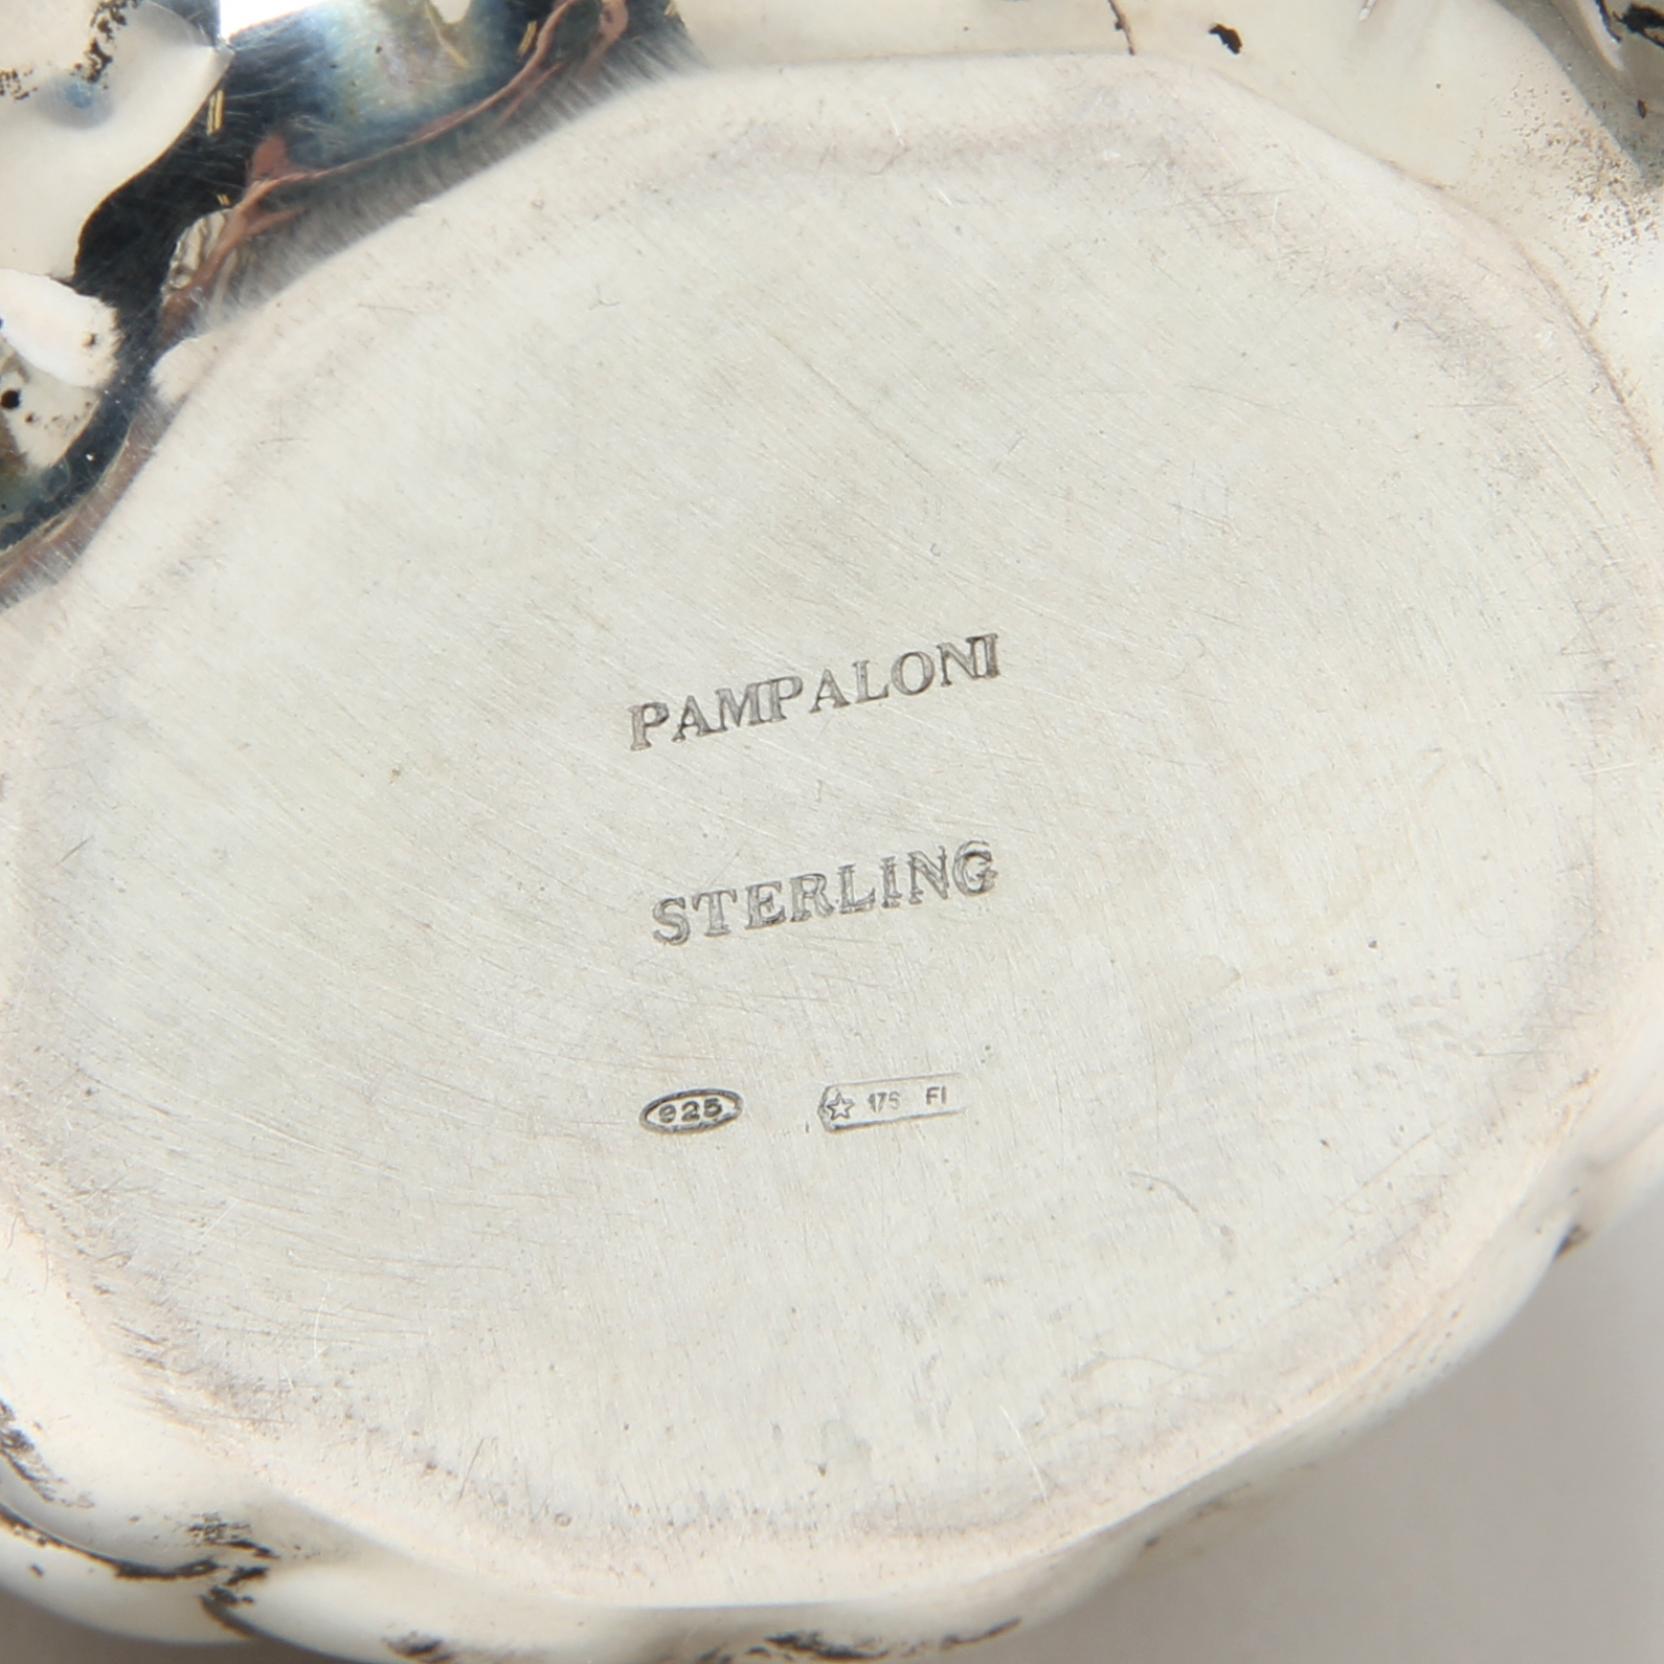 PAMPALONI
STERLING
925 ☆ 175 FI